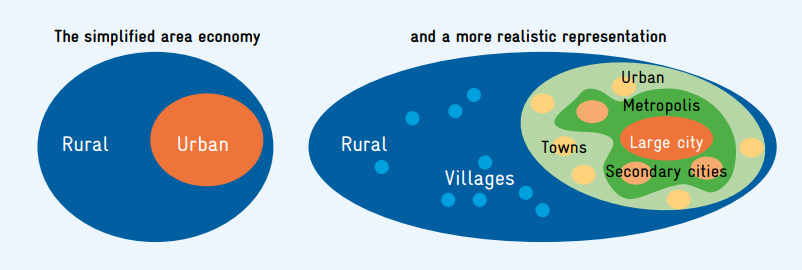 The simplified area economy
and a more realistic representation
Rural
Urban
Rural
Villages
Urban
Metropolis
Large city
Towns
Secondary cities